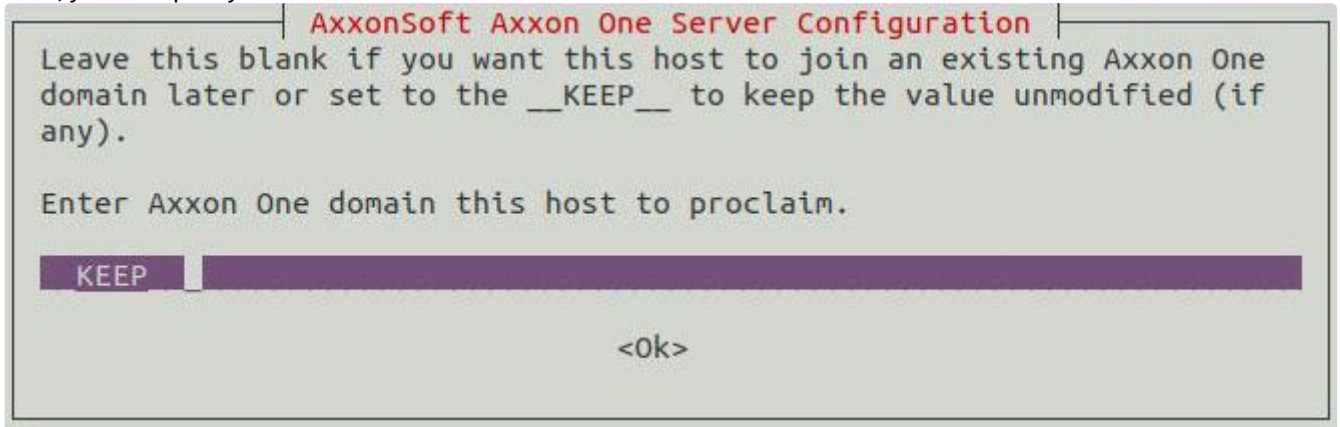 AxxonSoft Axxon One Server Configuration
Leave this blank if you want this host to join an existing Axxon One
domain later or set to the __KEEP__ to keep the value unmodified (if
any).
Enter Axxon One domain this host to proclaim.
__KEEP__
<Ok>